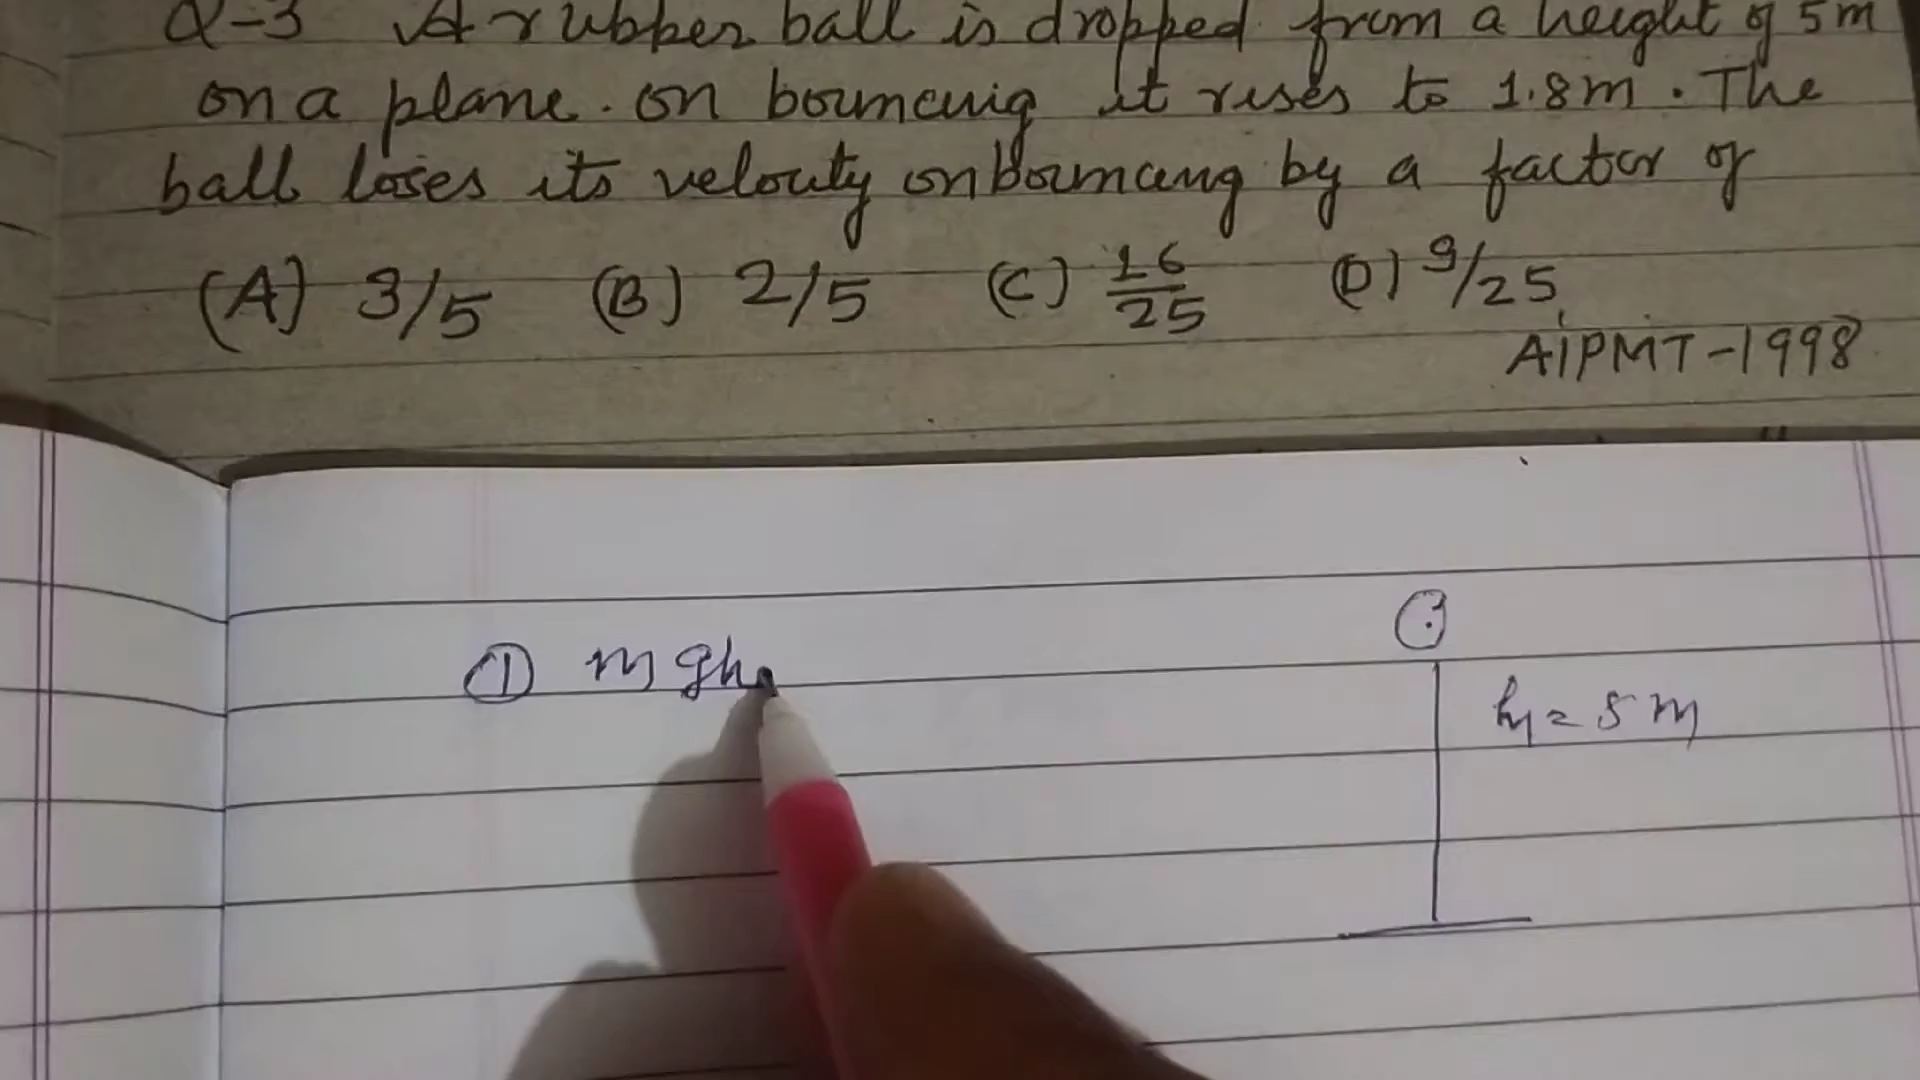 Q-3 A rubber ball is dropped from a height of 5m
on a plane. on bouncing it rises to 1.8m. The
ball loses its velocity on bouncing by a factor of
(A) 3/5 (B) 2/5 (C) 16/25 (D) 9/25
AIPMT-1998
① mgh
h₁ = 5 m